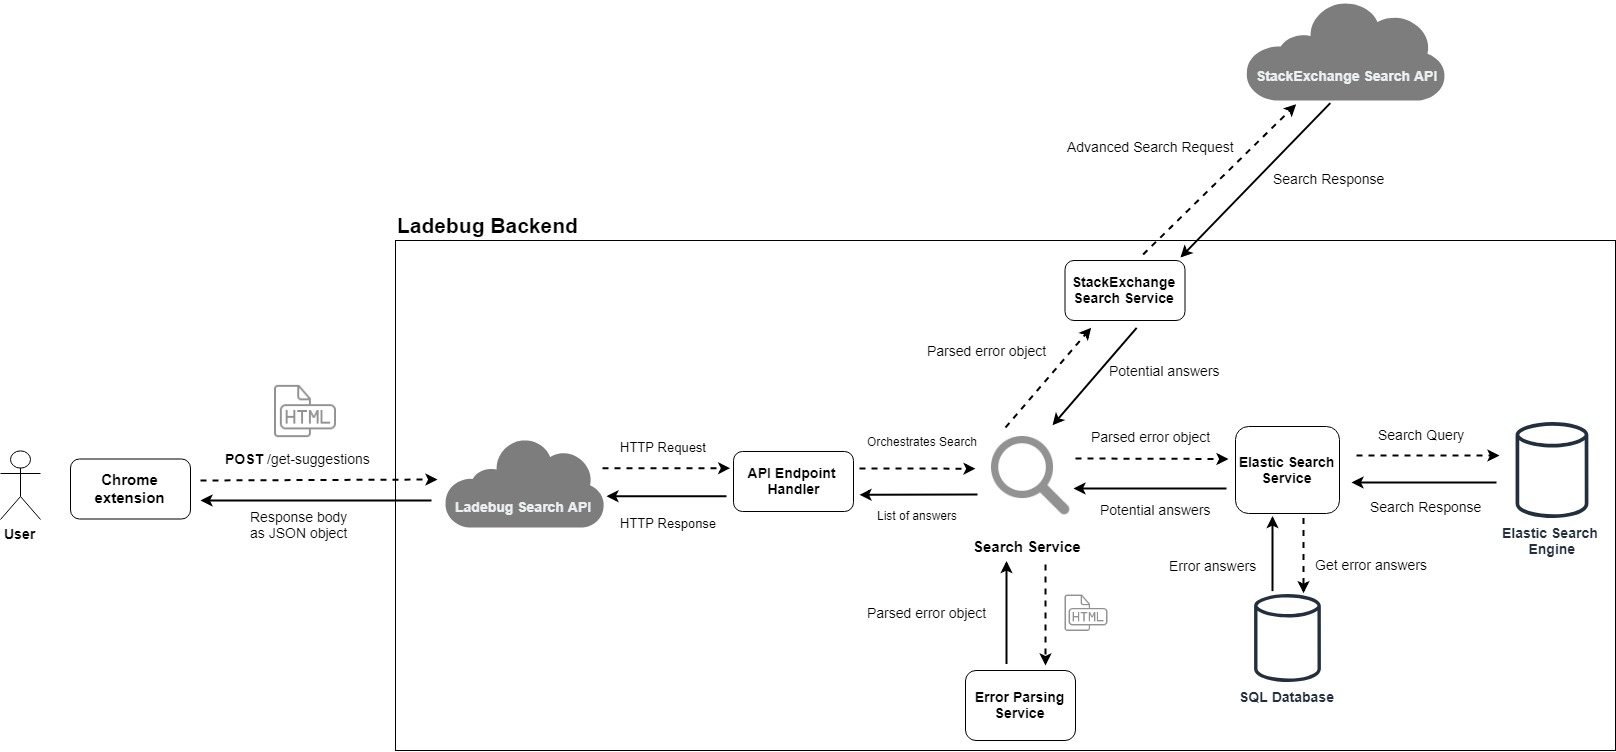 StackExchange Search API
Advanced Search Request
Search Response
Ladebug Backend
StackExchange
Search Service
Parsed error object
Potential answers
HTML
POST /get-suggestions
Chrome
extension
Response body
as JSON object
User
Ladebug Search API
HTTP Request
HTTP Response
API Endpoint
Handler
Orchestrates Search
List of answers
Search Service
Parsed error object
Potential answers
Elastic Search
Service
Search Query
Search Response
Elastic Search
Engine
Error answers
Get error answers
SQL Database
Parsed error object
HTML
Error Parsing
Service